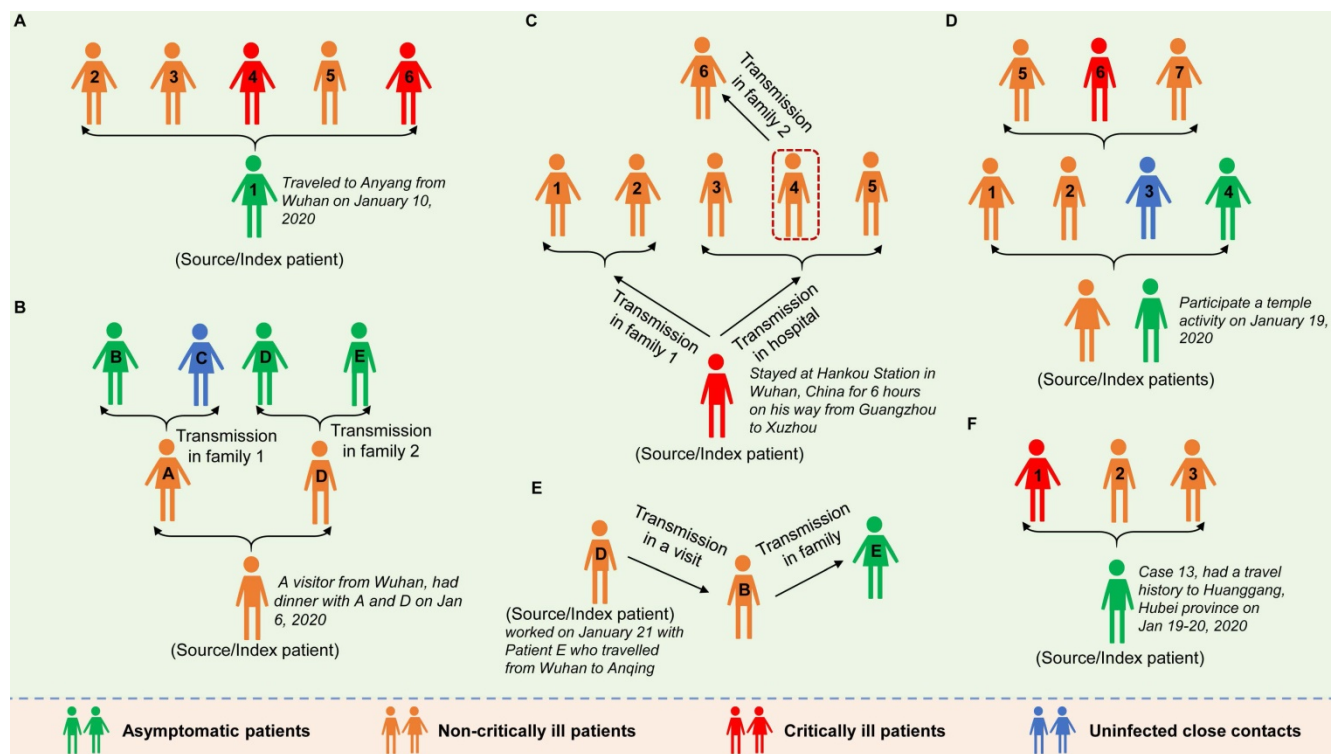 A
2
3
4
5
6
1
Traveled to Anyang from
Wuhan on January 10,
2020
(Source/Index patient)
B
B
C
D
E
Transmission
in family 1
Transmission
in family 2
A
D
A visitor from Wuhan, had
dinner with A and D on Jan
6, 2020
(Source/Index patient)
C
6
Transmission
in family 2
1
2
3
4
5
Transmission
in family 1
Transmission
in hospital
Stayed at Hankou Station in
Wuhan, China for 6 hours
on his way from Guangzhou
to Xuzhou
(Source/Index patient)
E
D
Transmission
in a visit
B
Transmission
in family
E
(Source/Index patient)
worked on January 21 with
Patient E who travelled
from Wuhan to Anqing
D
5
6
7
1
2
3
4
Participate a temple
activity on January 19,
2020
(Source/Index patients)
F
1
2
3
Case 13, had a travel
history to Huanggang,
Hubei province on
Jan 19-20, 2020
(Source/Index patient)
Asymptomatic patients
Non-critically ill patients
Critically ill patients
Uninfected close contacts